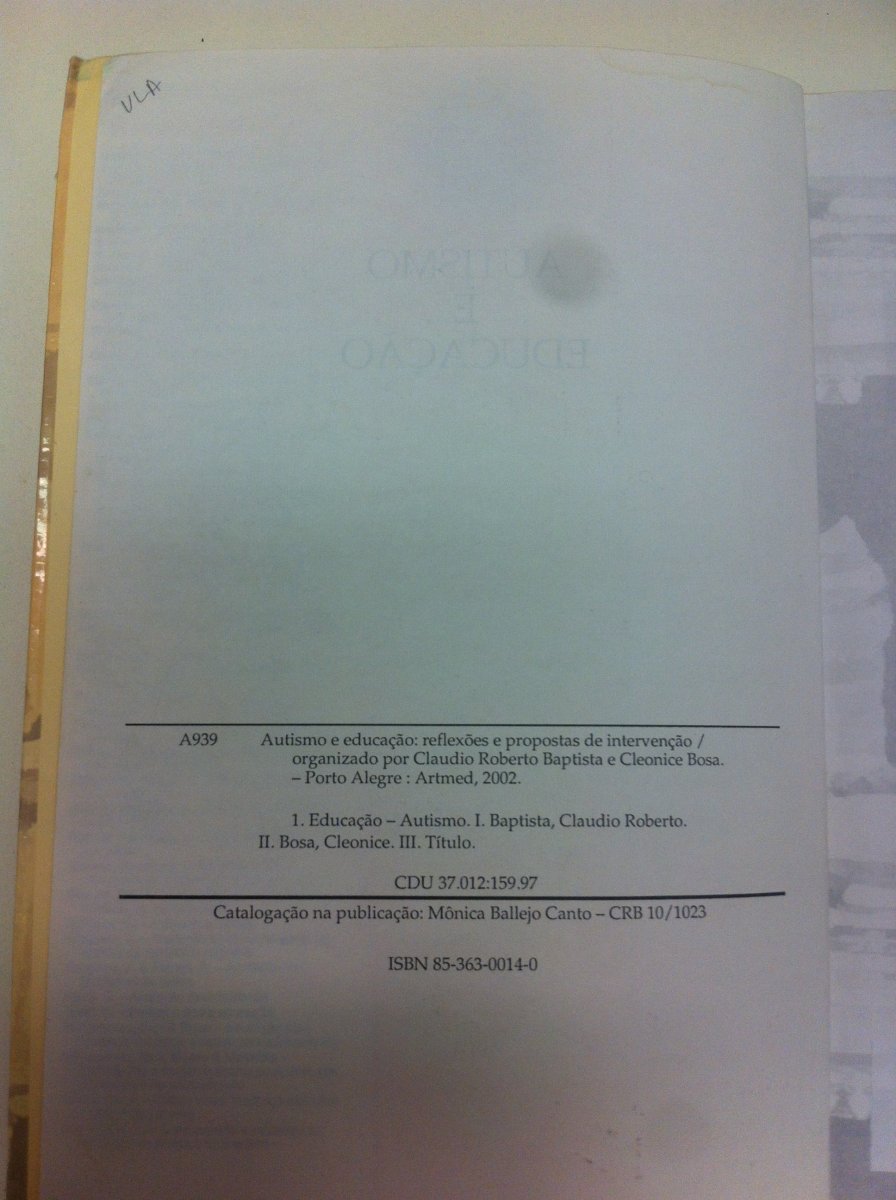 VLA
AUTISMO
E
EDUCAÇÃO
A939 Autismo e educação: reflexões e propostas de intervenção /
organizado por Claudio Roberto Baptista e Cleonice Bosa.
– Porto Alegre : Artmed, 2002.
1. Educação – Autismo. I. Baptista, Claudio Roberto.
II. Bosa, Cleonice. III. Título.
CDU 37.012:159.97
Catalogação na publicação: Mônica Ballejo Canto – CRB 10/1023
ISBN 85-363-0014-0